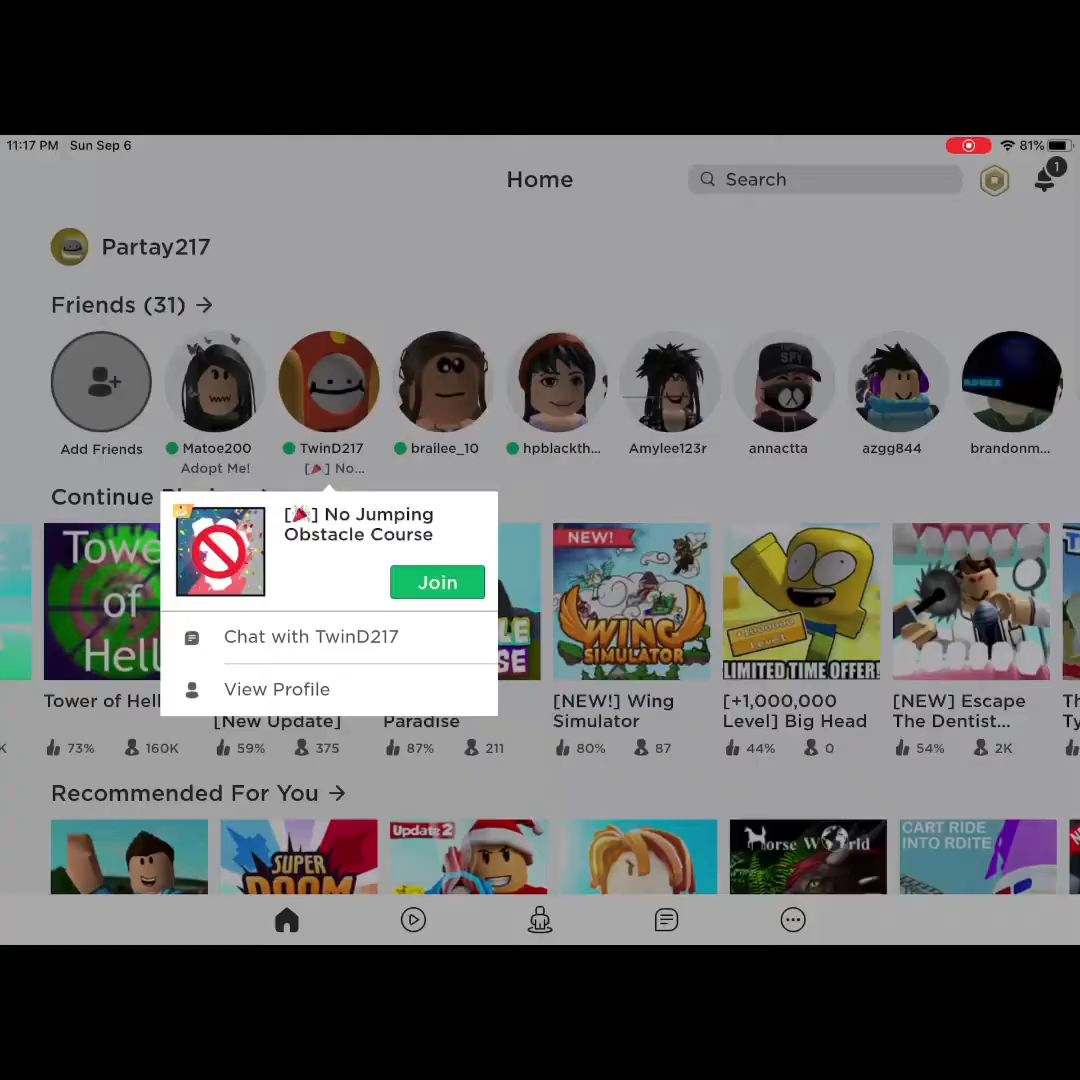 11:17 PM Sun Sep 6
81%
Home
Search
1
Partay217
Friends (31) →
SPY
Add Friends
Matoe200
TwinD217
brailee_10
hpblackth...
Amylee123r
annactta
azgg844
brandonm...
Adopt Me!
[🎉] No...
Continue
[🎉] No Jumping
Obstacle Course
Join
Chat with TwinD217
View Profile
Tower
of
Hell
NEW!
WING
SIMULATOR
LIMITED TIME OFFER!
Tower of Hell
[New Update]
Paradise
[NEW!] Wing
Simulator
[+1,000,000
Level] Big Head
[NEW] Escape
The Dentist...
K
73% 160K
59% 375
87% 211
80% 87
44% 0
54% 2K
Recommended For You →
SUPER
DOOM
Update 2
Horse World
CART RIDE
INTO RDITE